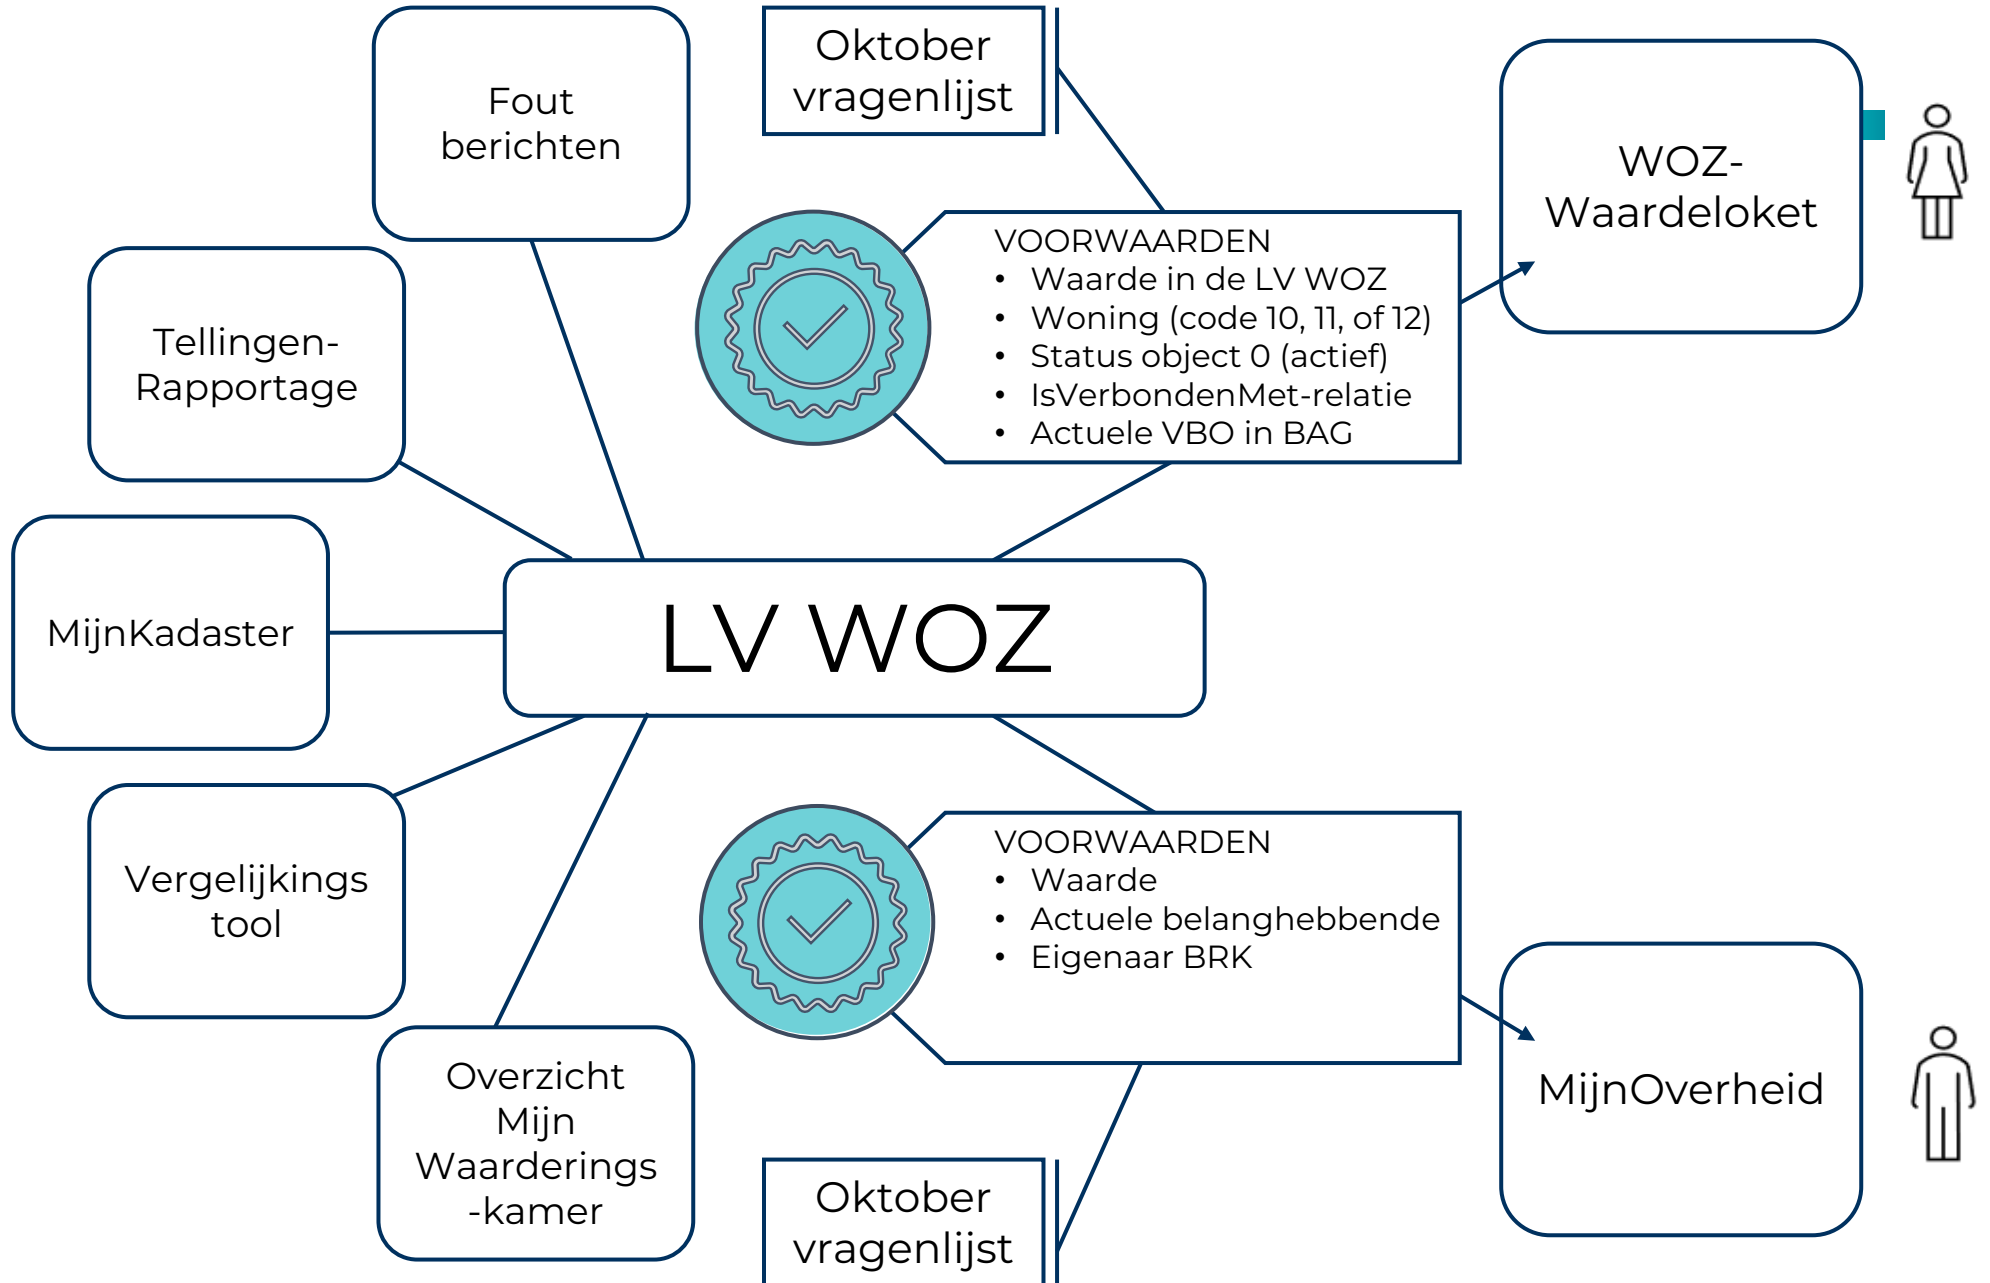 Fout
berichten
Oktober
vragenlijst
WOZ-
Waardeloket
VOORWAARDEN
• Waarde in de LV WOZ
• Woning (code 10, 11, of 12)
• Status object 0 (actief)
• IsVerbondenMet-relatie
• Actuele VBO in BAG
Tellingen-
Rapportage
MijnKadaster
LV WOZ
Vergelijkings
tool
VOORWAARDEN
• Waarde
• Actuele belanghebbende
• Eigenaar BRK
Overzicht
Mijn
Waarderings
-kamer
MijnOverheid
Oktober
vragenlijst